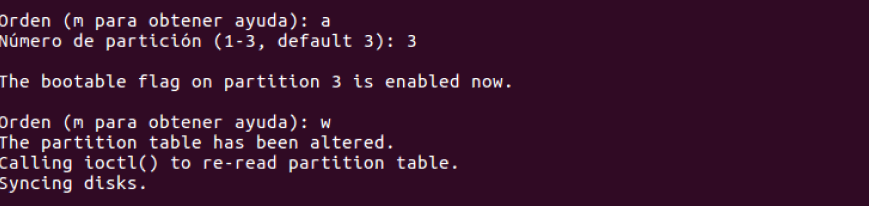 Orden (m para obtener ayuda): a
Número de partición (1-3, default 3): 3
The bootable flag on partition 3 is enabled now.
Orden (m para obtener ayuda): w
The partition table has been altered.
Calling ioctl() to re-read partition table.
Syncing disks.